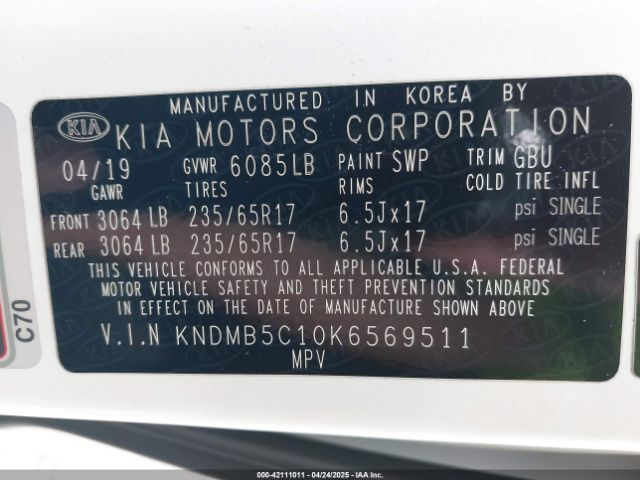 MANUFACTURED IN KOREA BY
KIA KIA MOTORS CORPORATION
04/19 GVWR 6085LB PAINT SWP TRIM GBU
GAWR TIRES RIMS COLD TIRE INFL
FRONT 3064 LB 235/65R17 6.5Jx17 psi SINGLE
REAR 3064 LB 235/65R17 6.5Jx17 psi SINGLE
THIS VEHICLE CONFORMS TO ALL APPLICABLE U.S.A. FEDERAL
MOTOR VEHICLE SAFETY AND THEFT PREVENTION STANDARDS
IN EFFECT ON THE DATE OF MANUFACTURE SHOWN ABOVE
V.I.N KNDMB5C10K6569511
MPV
C70
000-42111011 - 04/24/2025 - IAAI.COM